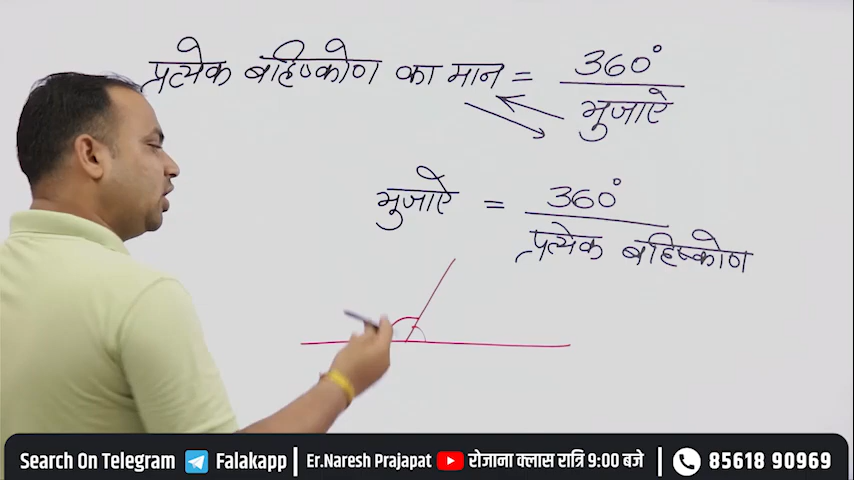 प्रत्येक बहिष्कोण का मान = 360°
भुजाऐ
भुजाऐ = 360°
प्रत्येक बहिष्कोण
Search On Telegram Falakapp | Er.Naresh Prajapat रोजाना क्लास रात्रि 9:00 बजे | 85618 90969